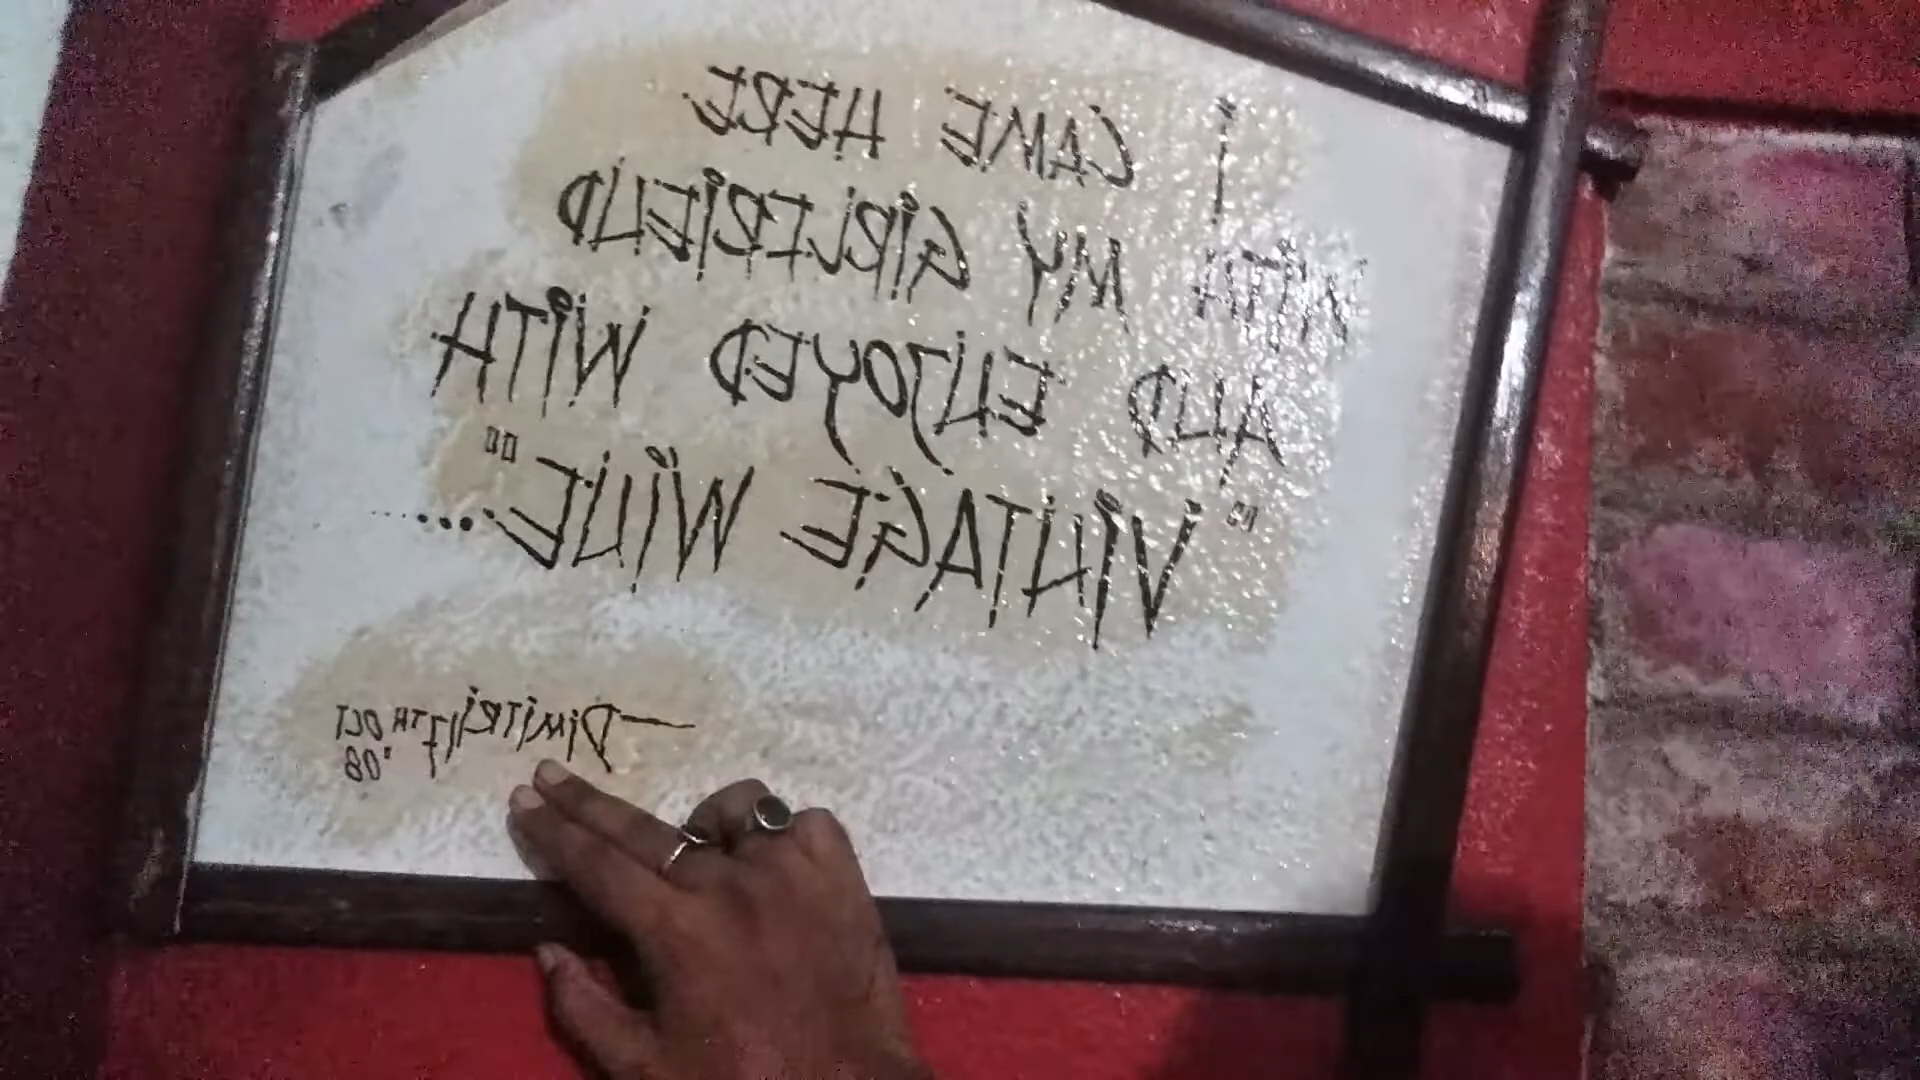 I CAME HERE
WITH MY GIRLFRIEND
AND ENJOYED WITH
"VINTAGE WINE"....
—DIMITRI, 17TH OCT
'08